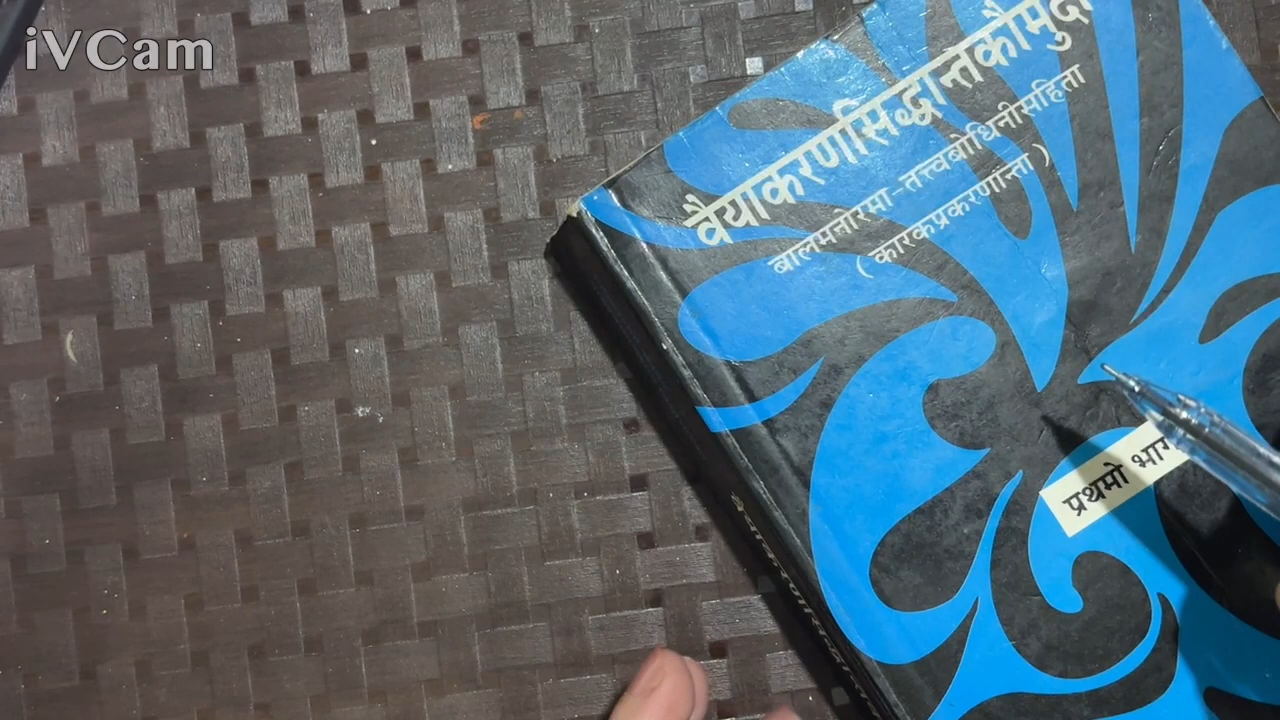 iVCam
वैयाकरणसिद्धान्तकौमुदी
बालमनोरमा-तत्त्वबोधिनीसहिता
( कारकप्रकरणान्ता )
प्रथमो भाग